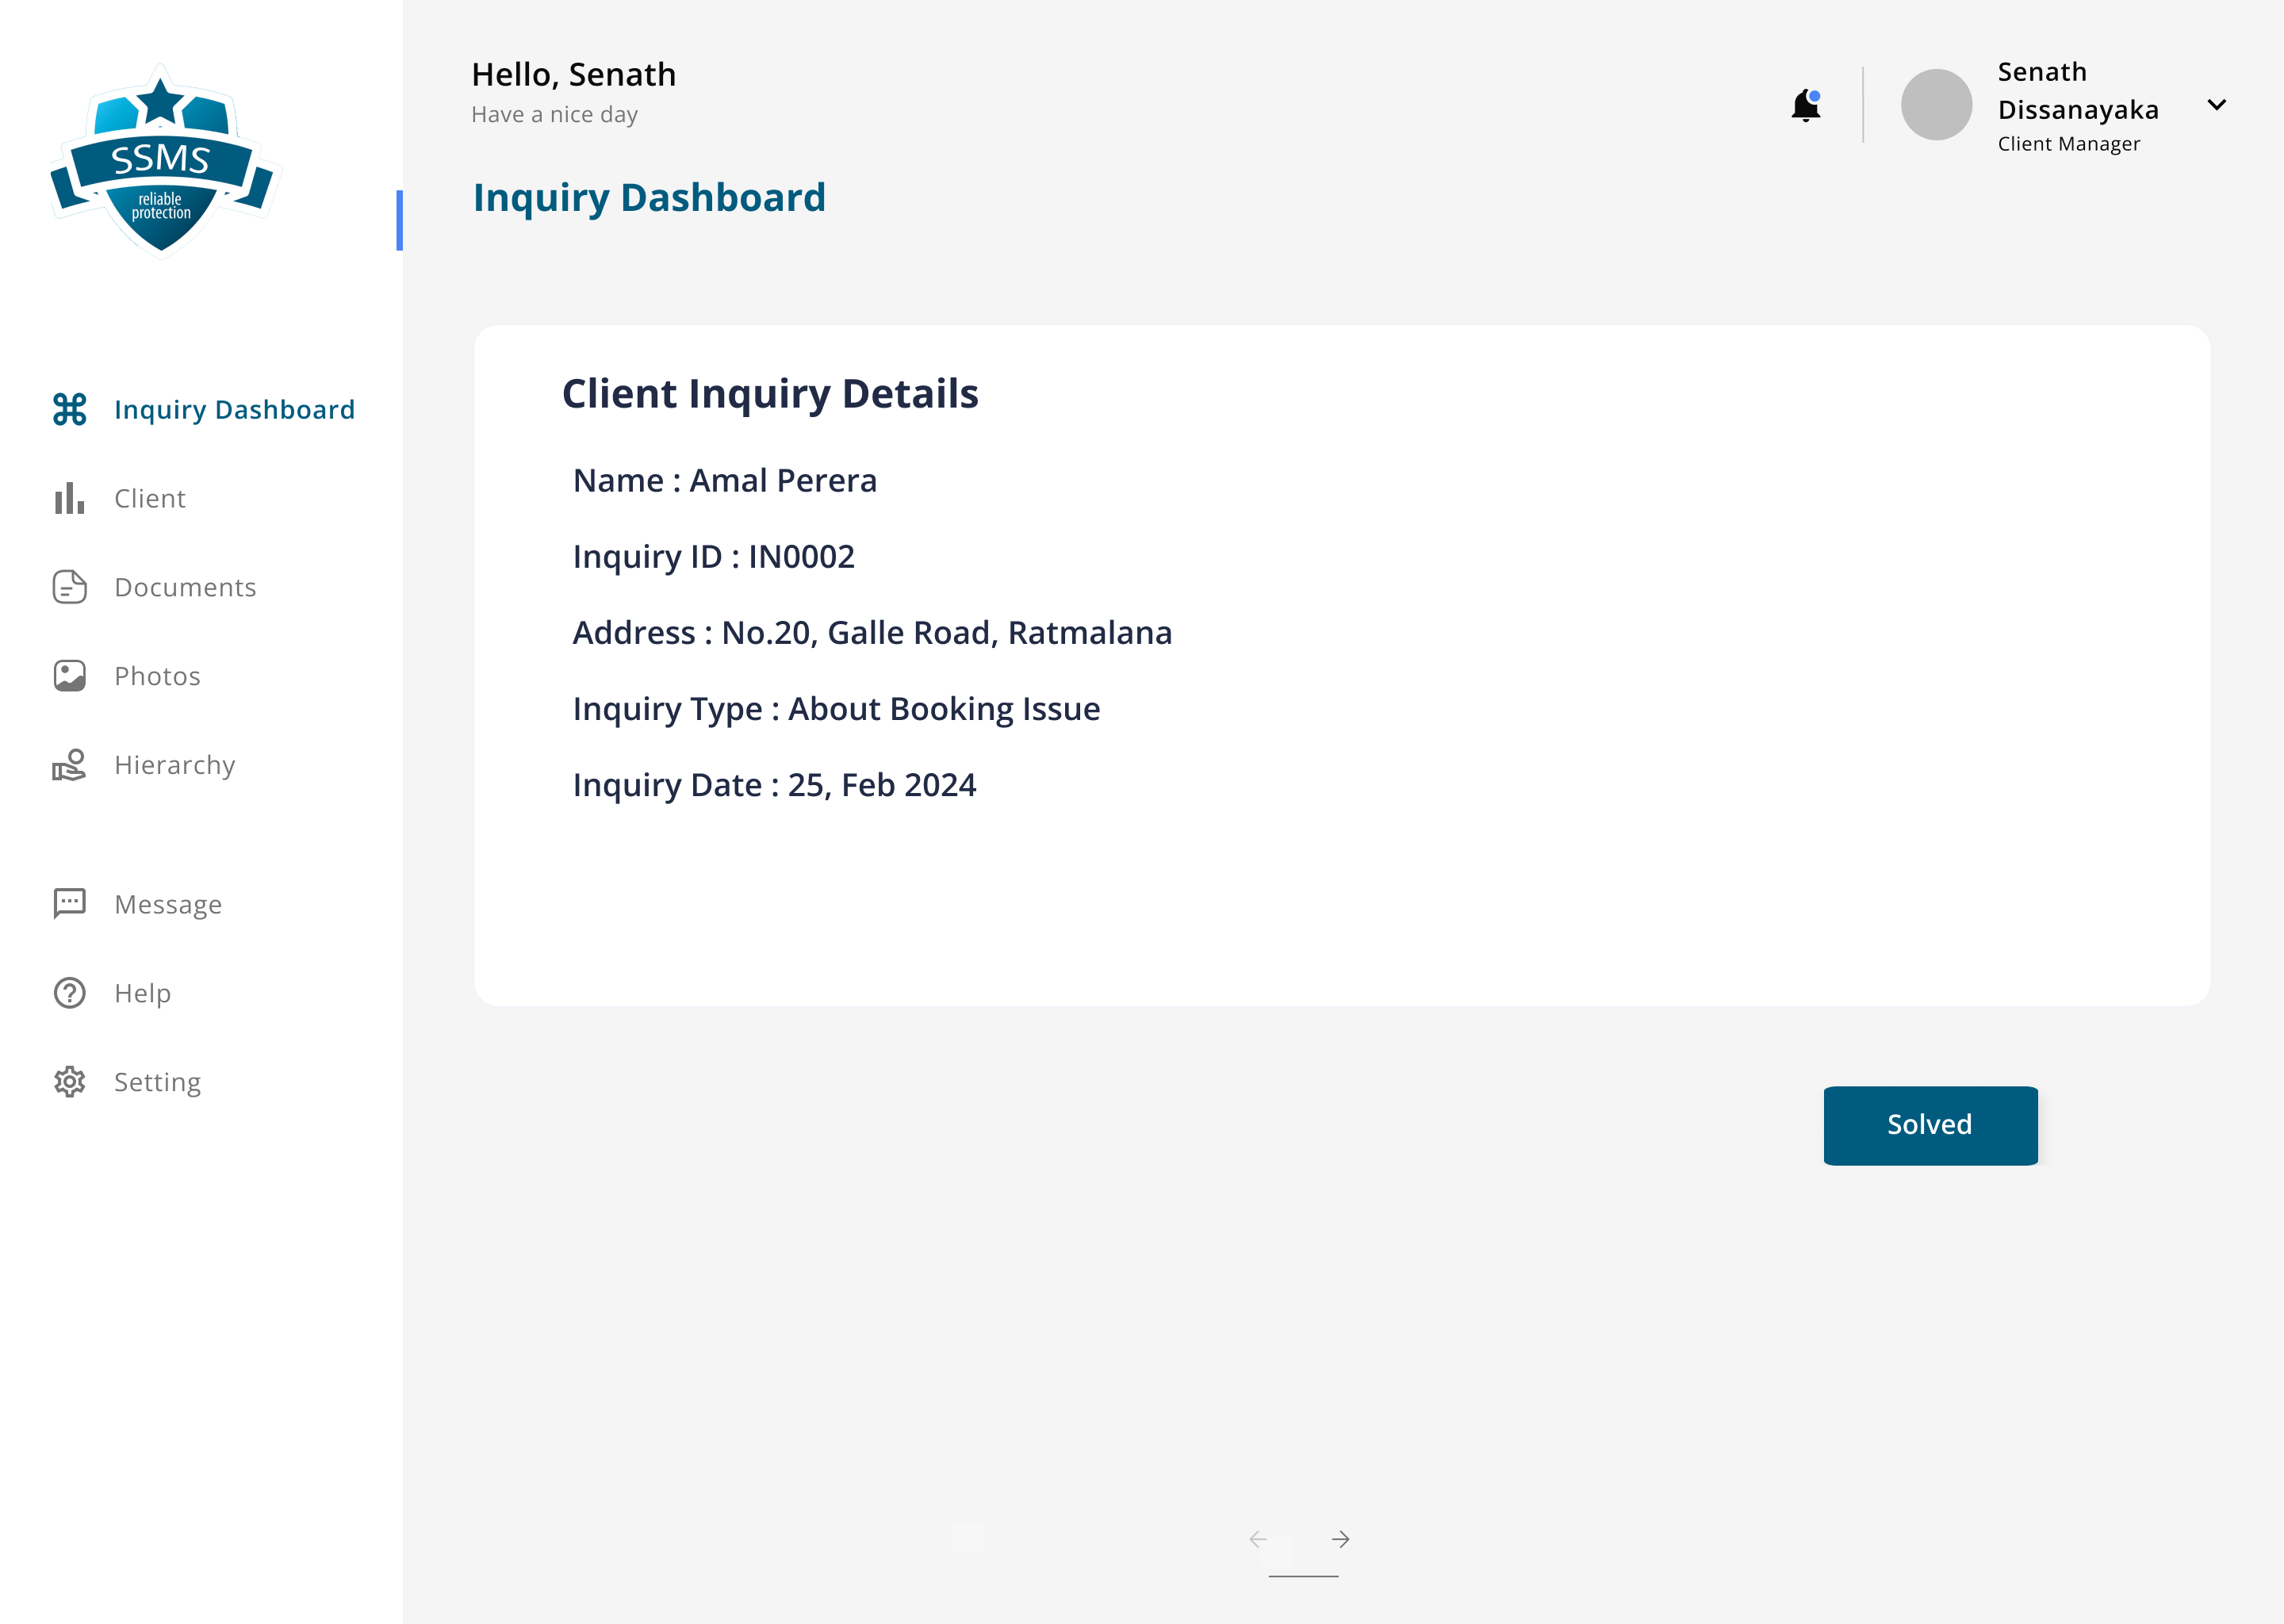 SSMS
reliable
protection
Inquiry Dashboard
Client
Documents
Photos
Hierarchy
Message
Help
Setting
Hello, Senath
Have a nice day
Senath
Dissanayaka
Client Manager
Inquiry Dashboard
Client Inquiry Details
Name : Amal Perera
Inquiry ID : IN0002
Address : No.20, Galle Road, Ratmalana
Inquiry Type : About Booking Issue
Inquiry Date : 25, Feb 2024
Solved